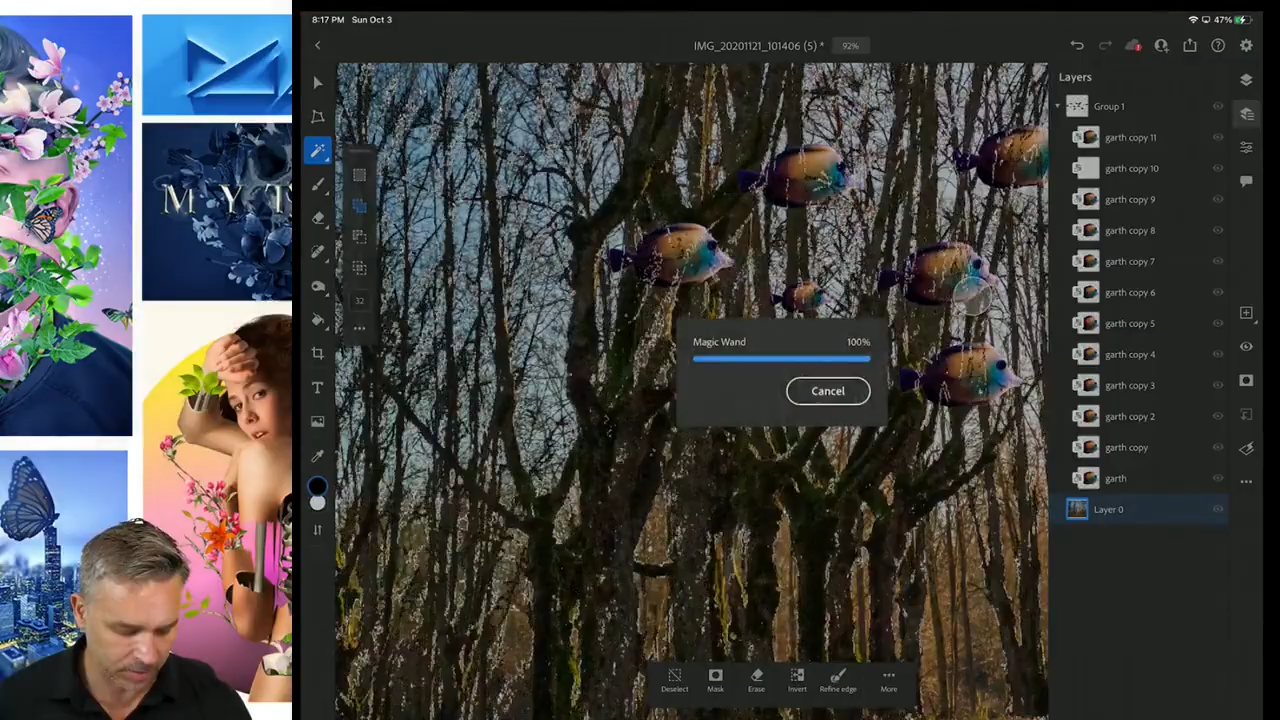 8:17 PM Sun Oct 3
47%
IMG_20201121_101406 (5) *
92%
Layers
Group 1
garth copy 11
garth copy 10
garth copy 9
garth copy 8
garth copy 7
garth copy 6
garth copy 5
garth copy 4
garth copy 3
garth copy 2
garth copy
garth
Layer 0
32
Magic Wand 100%
Cancel
Deselect
Mask
Erase
Invert
Refine edge
More
M Y T